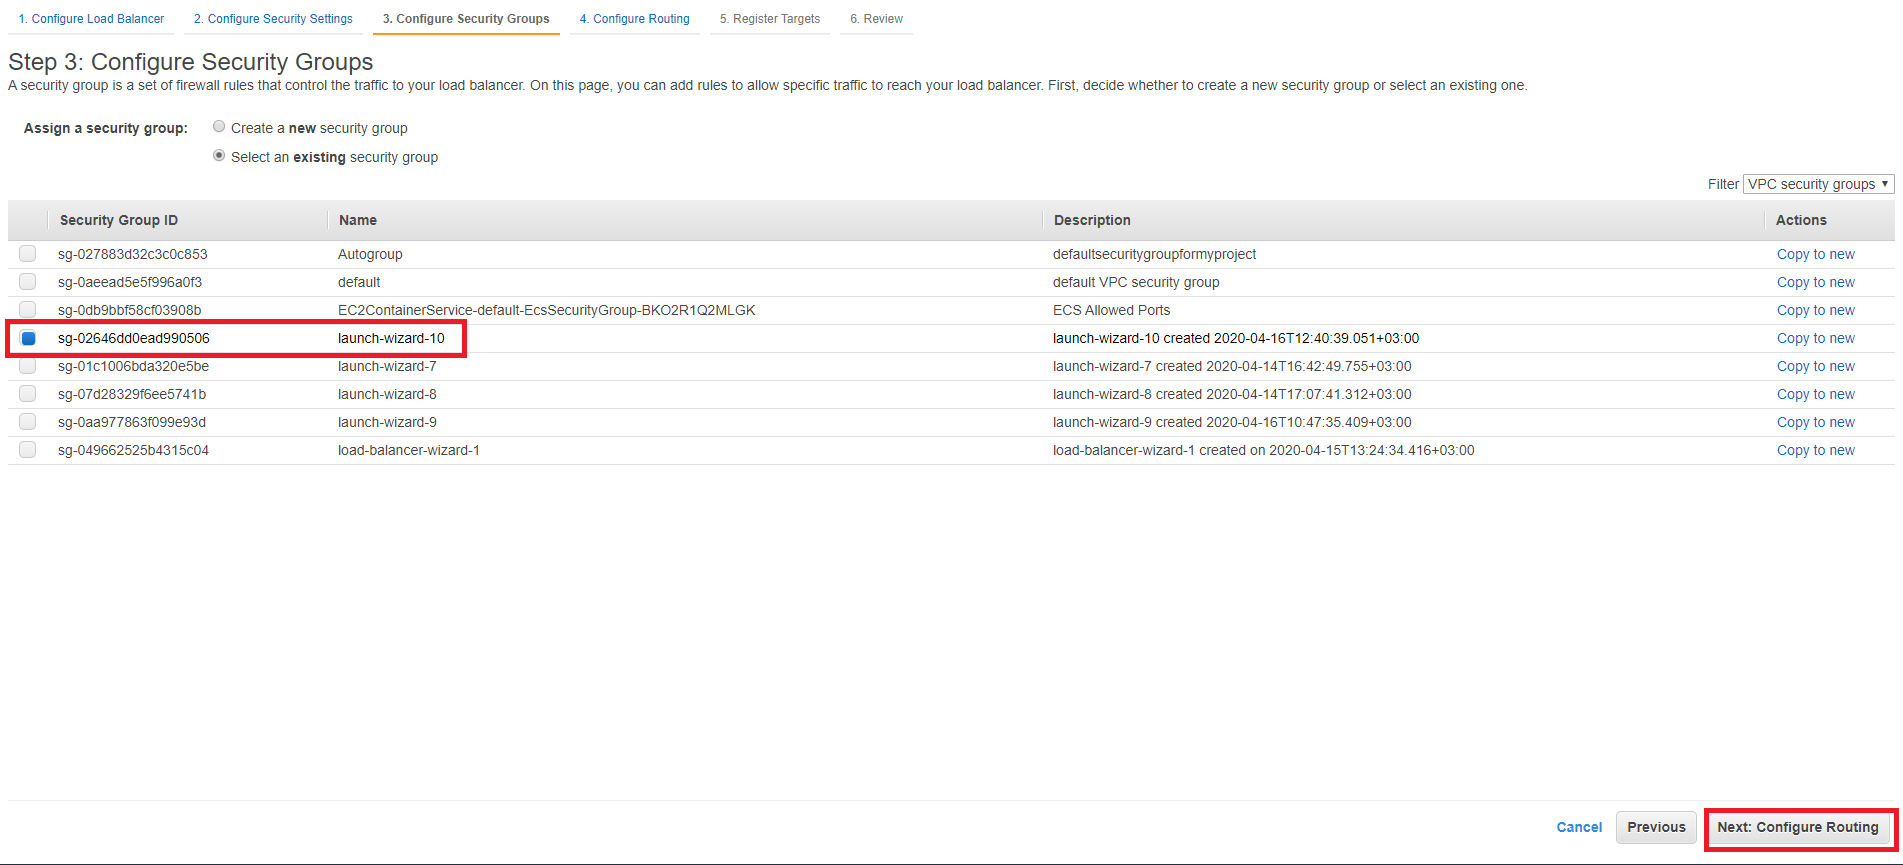 1. Configure Load Balancer 2. Configure Security Settings 3. Configure Security Groups 4. Configure Routing 5. Register Targets 6. Review
Step 3: Configure Security Groups
A security group is a set of firewall rules that control the traffic to your load balancer. On this page, you can add rules to allow specific traffic to reach your load balancer. First, decide whether to create a new security group or select an existing one.
Assign a security group: Create a new security group
Select an existing security group
Filter VPC security groups
Security Group ID Name Description Actions
sg-027883d32c3c0c853 Autogroup defaultsecuritygroupformyproject Copy to new
sg-0aeead5e5f996a0f3 default default VPC security group Copy to new
sg-0db9bbf58cf03908b EC2ContainerService-default-EcsSecurityGroup-BKO2R1Q2MLGK ECS Allowed Ports Copy to new
sg-02646dd0ead990506 launch-wizard-10 launch-wizard-10 created 2020-04-16T12:40:39.051+03:00 Copy to new
sg-01c1006bda320e5be launch-wizard-7 launch-wizard-7 created 2020-04-14T16:42:49.755+03:00 Copy to new
sg-07d28329f6ee5741b launch-wizard-8 launch-wizard-8 created 2020-04-14T17:07:41.312+03:00 Copy to new
sg-0aa977863f099e93d launch-wizard-9 launch-wizard-9 created 2020-04-16T10:47:35.409+03:00 Copy to new
sg-049662525b4315c04 load-balancer-wizard-1 load-balancer-wizard-1 created on 2020-04-15T13:24:34.416+03:00 Copy to new
Cancel Previous Next: Configure Routing